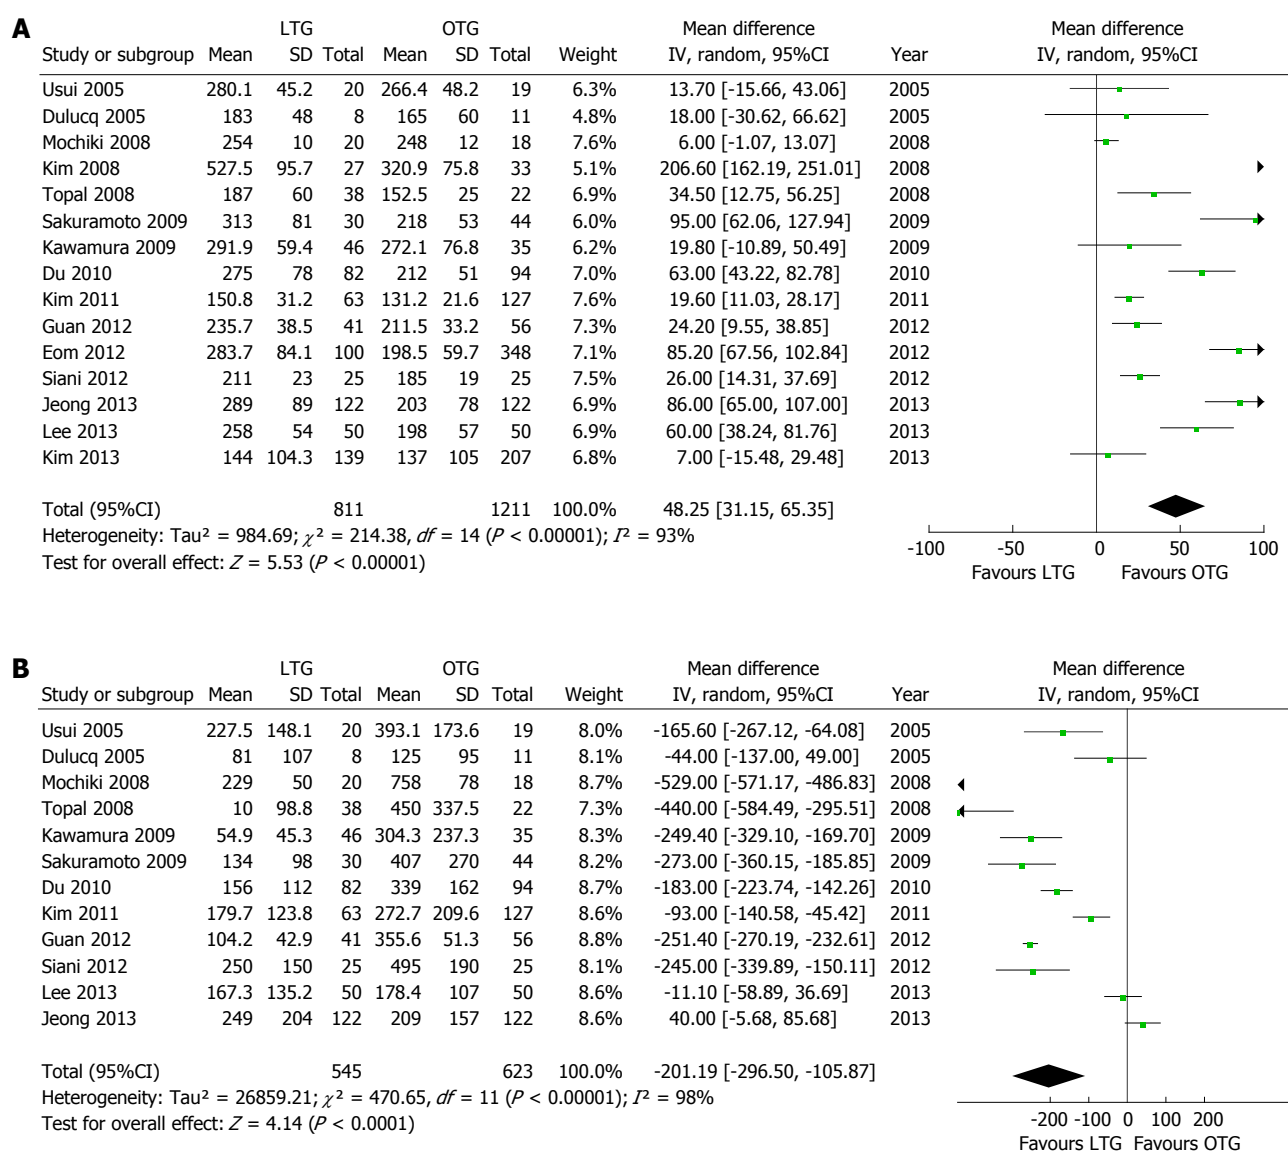 A
LTG OTG Mean difference Mean difference
Study or subgroup Mean SD Total Mean SD Total Weight IV, random, 95%CI Year IV, random, 95%CI
Usui 2005 280.1 45.2 20 266.4 48.2 19 6.3% 13.70 [-15.66, 43.06] 2005
Dulucq 2005 183 48 8 165 60 11 4.8% 18.00 [-30.62, 66.62] 2005
Mochiki 2008 254 10 20 248 12 18 7.6% 6.00 [-1.07, 13.07] 2008
Kim 2008 527.5 95.7 27 320.9 75.8 33 5.1% 206.60 [162.19, 251.01] 2008
Topal 2008 187 60 38 152.5 25 22 6.9% 34.50 [12.75, 56.25] 2008
Sakuramoto 2009 313 81 30 218 53 44 6.0% 95.00 [62.06, 127.94] 2009
Kawamura 2009 291.9 59.4 46 272.1 76.8 35 6.2% 19.80 [-10.89, 50.49] 2009
Du 2010 275 78 82 212 51 94 7.0% 63.00 [43.22, 82.78] 2010
Kim 2011 150.8 31.2 63 131.2 21.6 127 7.6% 19.60 [11.03, 28.17] 2011
Guan 2012 235.7 38.5 41 211.5 33.2 56 7.3% 24.20 [9.55, 38.85] 2012
Eom 2012 283.7 84.1 100 198.5 59.7 348 7.1% 85.20 [67.56, 102.84] 2012
Siani 2012 211 23 25 185 19 25 7.5% 26.00 [14.31, 37.69] 2012
Jeong 2013 289 89 122 203 78 122 6.9% 86.00 [65.00, 107.00] 2013
Lee 2013 258 54 50 198 57 50 6.9% 60.00 [38.24, 81.76] 2013
Kim 2013 144 104.3 139 137 105 207 6.8% 7.00 [-15.48, 29.48] 2013
Total (95%CI) 811 1211 100.0% 48.25 [31.15, 65.35]
Heterogeneity: Tau² = 984.69; χ² = 214.38, df = 14 (P < 0.00001); I² = 93%
Test for overall effect: Z = 5.53 (P < 0.00001)
-100 -50 0 50 100
Favours LTG Favours OTG
B
LTG OTG Mean difference Mean difference
Study or subgroup Mean SD Total Mean SD Total Weight IV, random, 95%CI Year IV, random, 95%CI
Usui 2005 227.5 148.1 20 393.1 173.6 19 8.0% -165.60 [-267.12, -64.08] 2005
Dulucq 2005 81 107 8 125 95 11 8.1% -44.00 [-137.00, 49.00] 2005
Mochiki 2008 229 50 20 758 78 18 8.7% -529.00 [-571.17, -486.83] 2008
Topal 2008 10 98.8 38 450 337.5 22 7.3% -440.00 [-584.49, -295.51] 2008
Kawamura 2009 54.9 45.3 46 304.3 237.3 35 8.3% -249.40 [-329.10, -169.70] 2009
Sakuramoto 2009 134 98 30 407 270 44 8.2% -273.00 [-360.15, -185.85] 2009
Du 2010 156 112 82 339 162 94 8.7% -183.00 [-223.74, -142.26] 2010
Kim 2011 179.7 123.8 63 272.7 209.6 127 8.6% -93.00 [-140.58, -45.42] 2011
Guan 2012 104.2 42.9 41 355.6 51.3 56 8.8% -251.40 [-270.19, -232.61] 2012
Siani 2012 250 150 25 495 190 25 8.1% -245.00 [-339.89, -150.11] 2012
Lee 2013 167.3 135.2 50 178.4 107 50 8.6% -11.10 [-58.89, 36.69] 2013
Jeong 2013 249 204 122 209 157 122 8.6% 40.00 [-5.68, 85.68] 2013
Total (95%CI) 545 623 100.0% -201.19 [-296.50, -105.87]
Heterogeneity: Tau² = 26859.21; χ² = 470.65, df = 11 (P < 0.00001); I² = 98%
Test for overall effect: Z = 4.14 (P < 0.0001)
-200 -100 0 100 200
Favours LTG Favours OTG